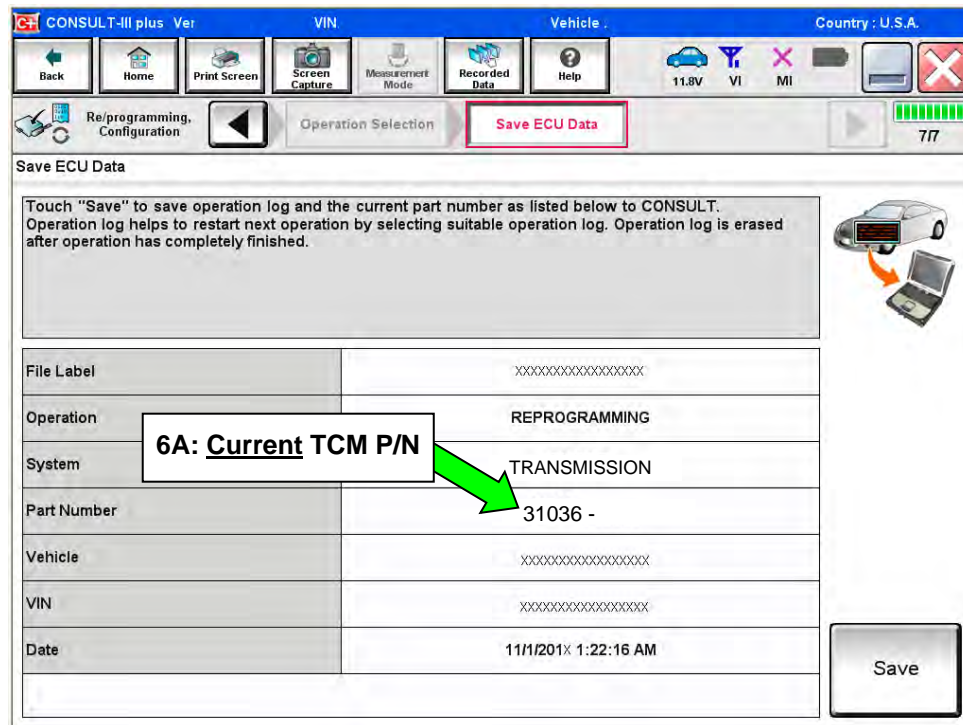 C+ CONSULT-III plus Ver VIN Vehicle . Country : U.S.A.
Back Home Print Screen Screen Capture Measurement Mode Recorded Data Help 11.8V VI MI
Re/programming, Configuration Operation Selection Save ECU Data 7/7
Save ECU Data
Touch "Save" to save operation log and the current part number as listed below to CONSULT.
Operation log helps to restart next operation by selecting suitable operation log. Operation log is erased
after operation has completely finished.
File Label XXXXXXXXXXXXXXXXX
Operation REPROGRAMMING
6A: Current TCM P/N
System TRANSMISSION
Part Number 31036 -
Vehicle XXXXXXXXXXXXXXXXX
VIN XXXXXXXXXXXXXXXXX
Date 11/1/201X 1:22:16 AM
Save